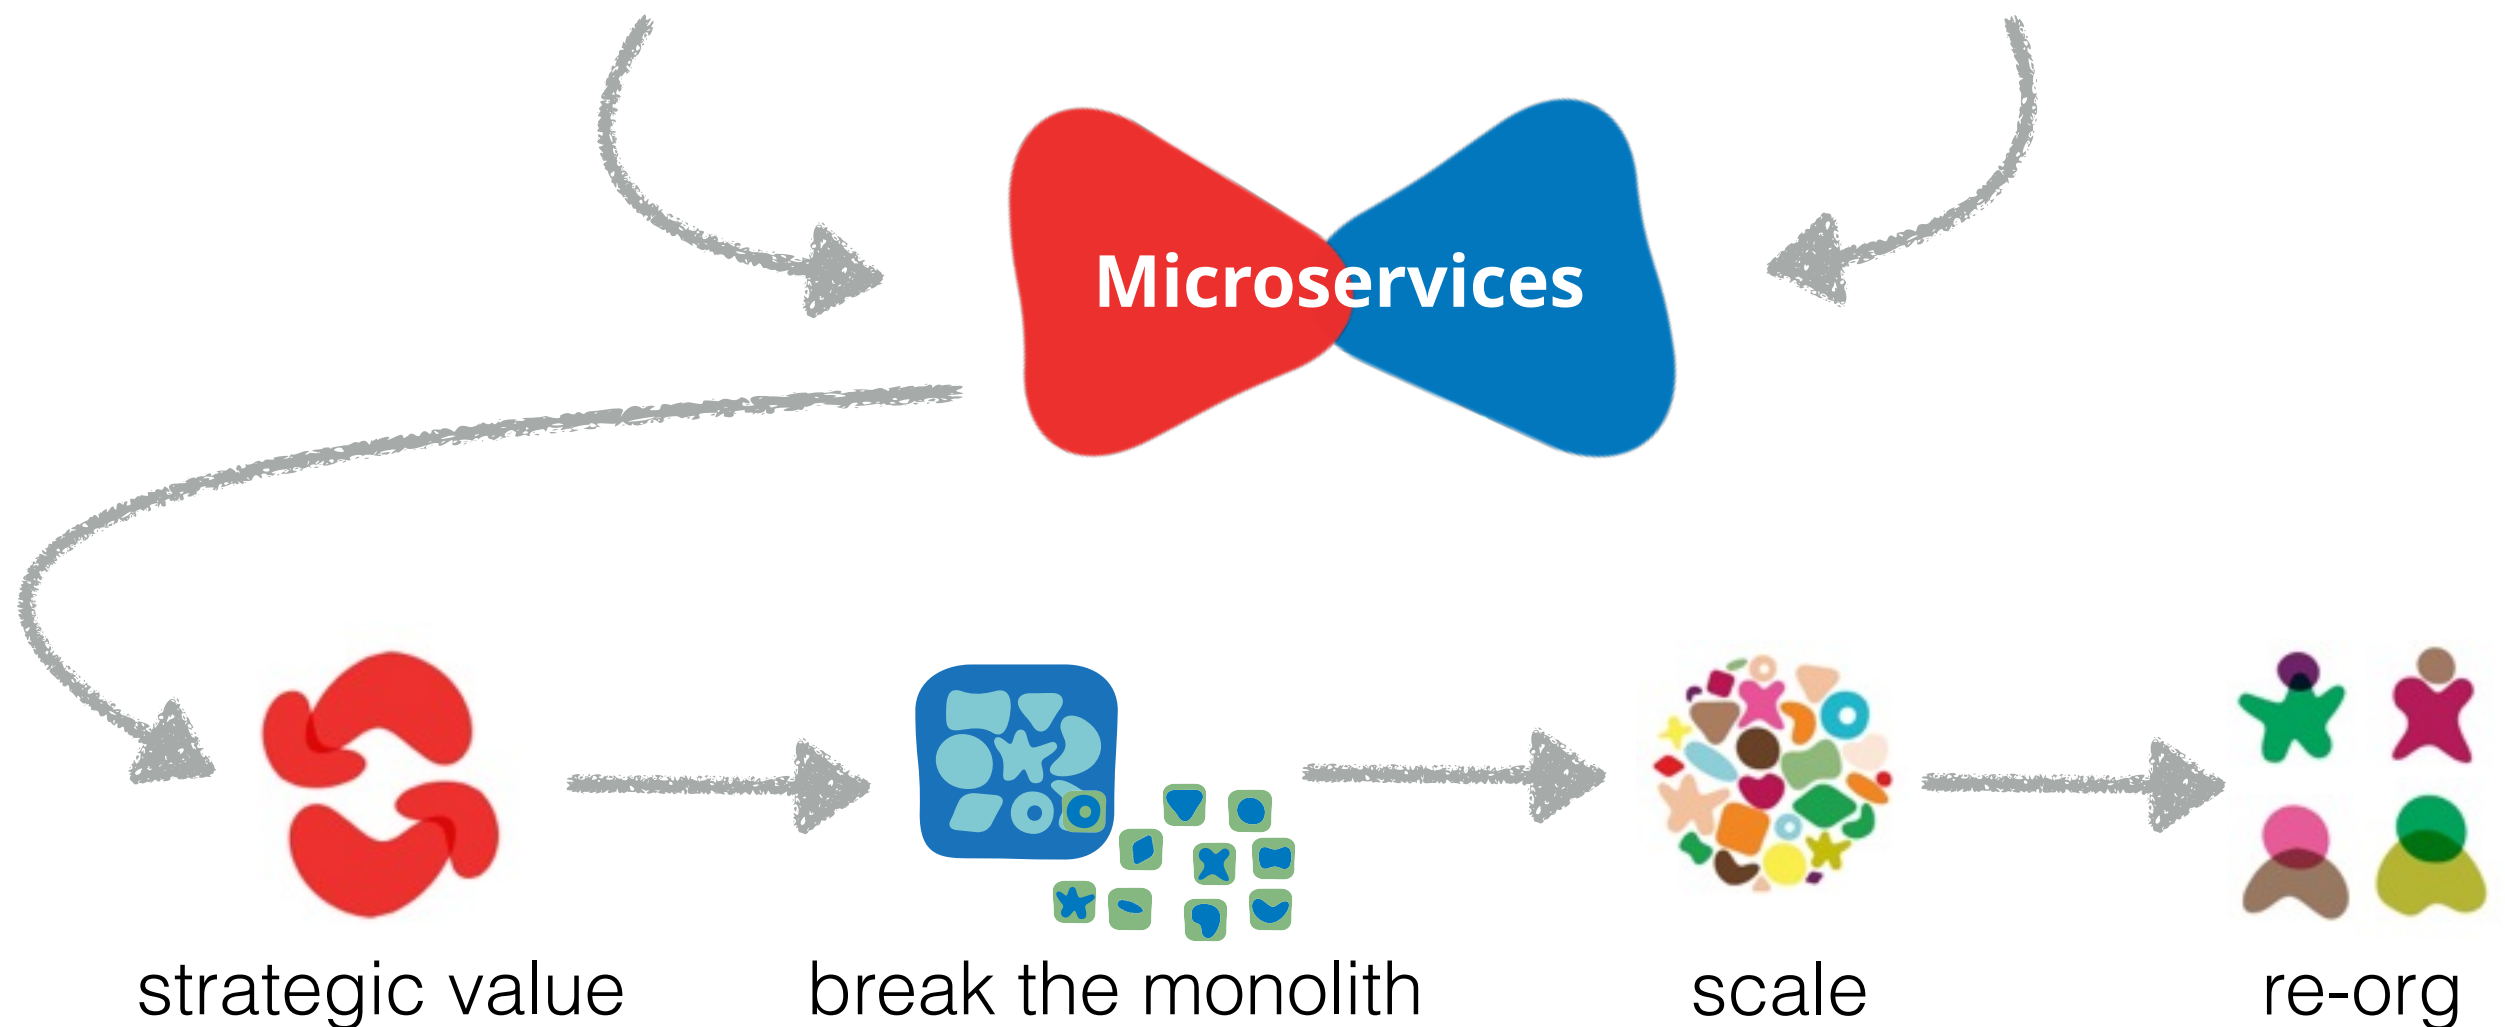 Microservices
strategic value
break the monolith
scale
re-org